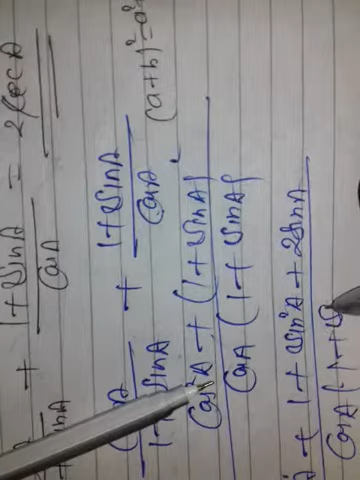 + 1+SinA / CosA = 2SecA
1+SinA + 1+SinA / CosA
(a+b)² = a²
Cos²A + (1+SinA)² / CosA (1+SinA)
+ 1+Sin²A+2SinA / CosA (1+S